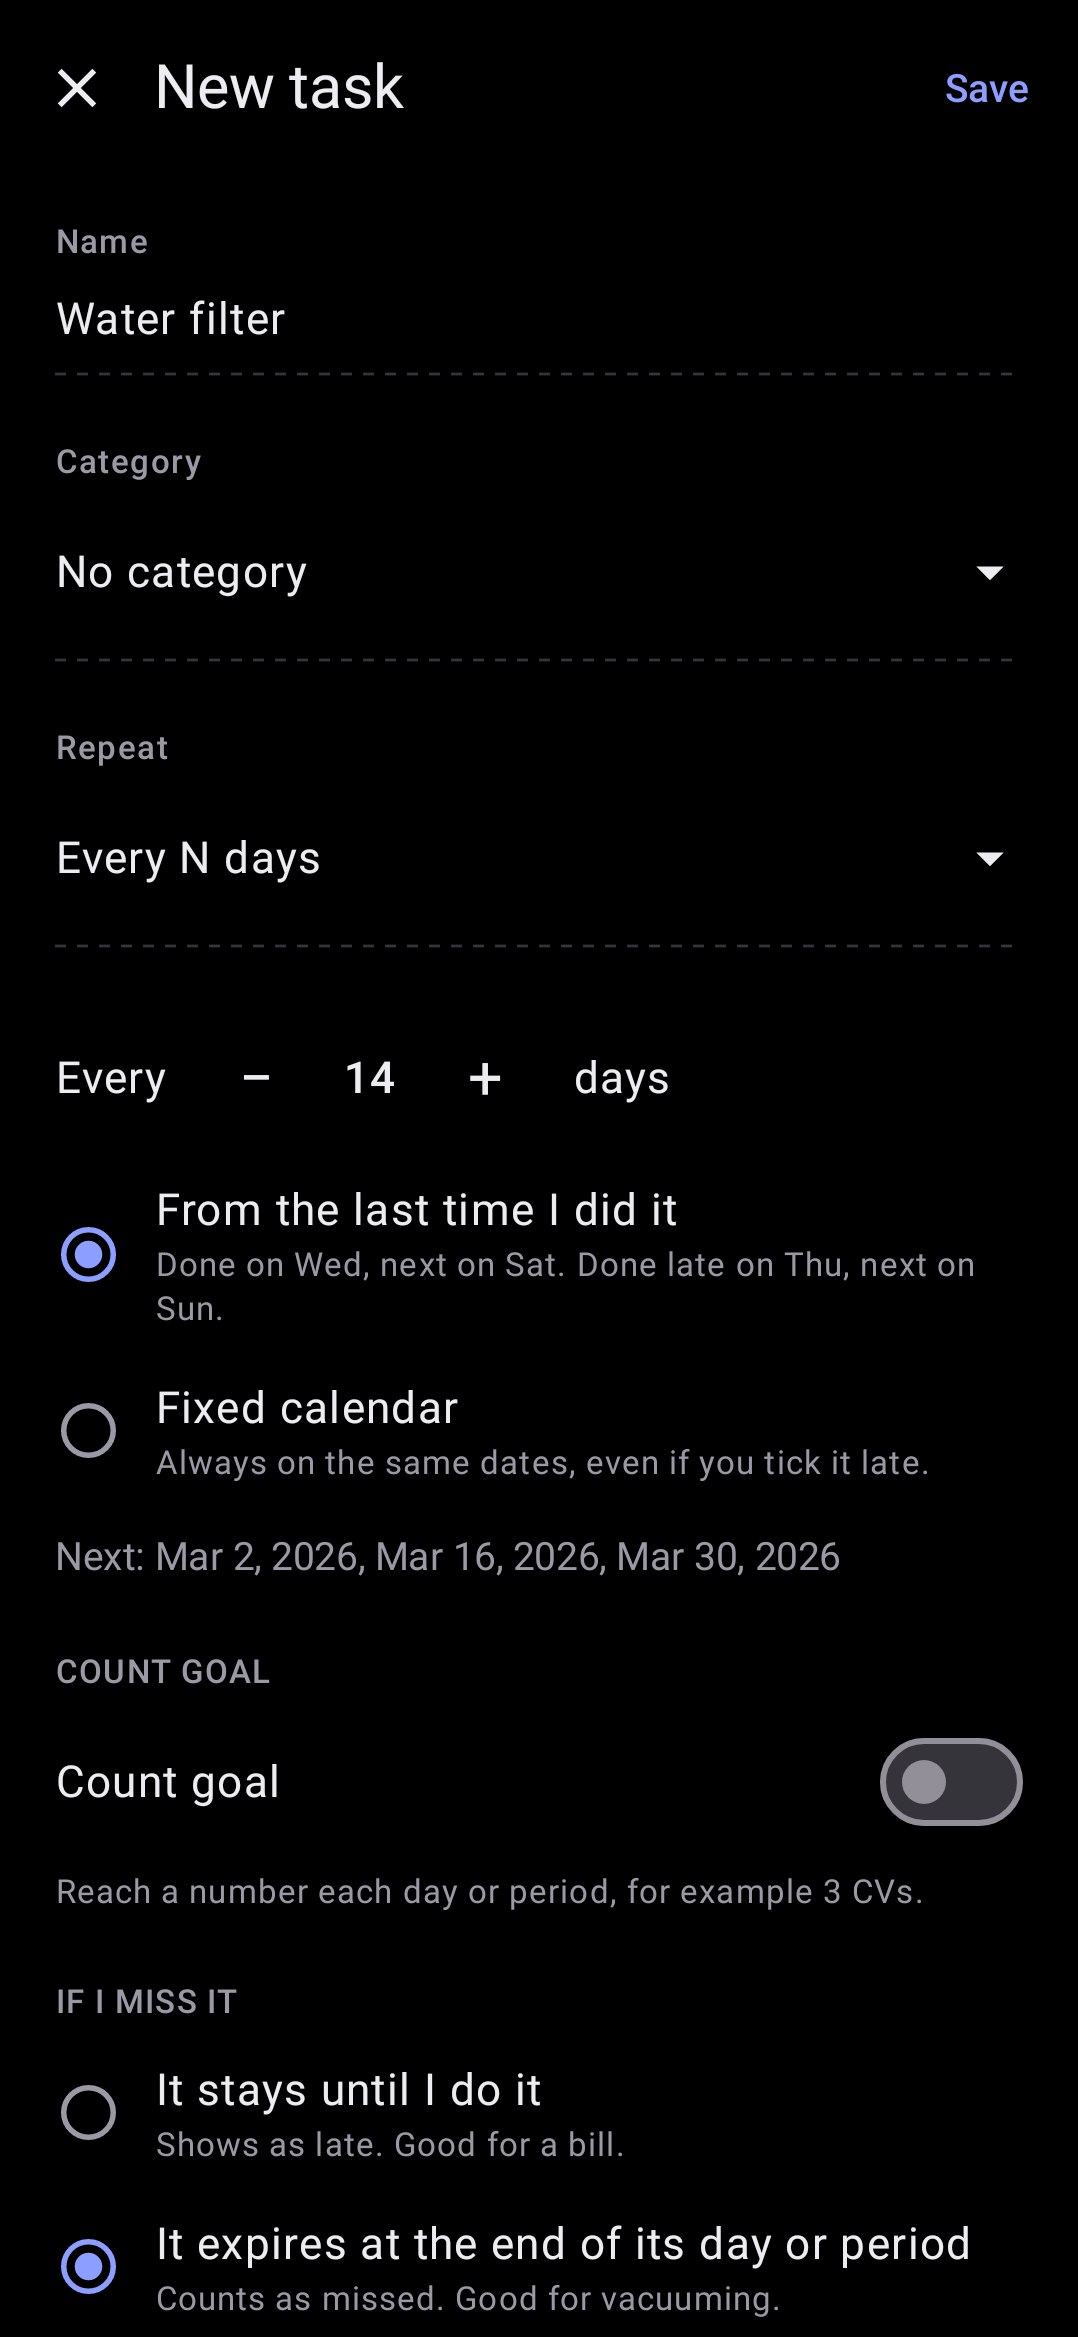 New task
Save
Name
Water filter
Category
No category
Repeat
Every N days
Every − 14 + days
From the last time I did it
Done on Wed, next on Sat. Done late on Thu, next on
Sun.
Fixed calendar
Always on the same dates, even if you tick it late.
Next: Mar 2, 2026, Mar 16, 2026, Mar 30, 2026
COUNT GOAL
Count goal
Reach a number each day or period, for example 3 CVs.
IF I MISS IT
It stays until I do it
Shows as late. Good for a bill.
It expires at the end of its day or period
Counts as missed. Good for vacuuming.